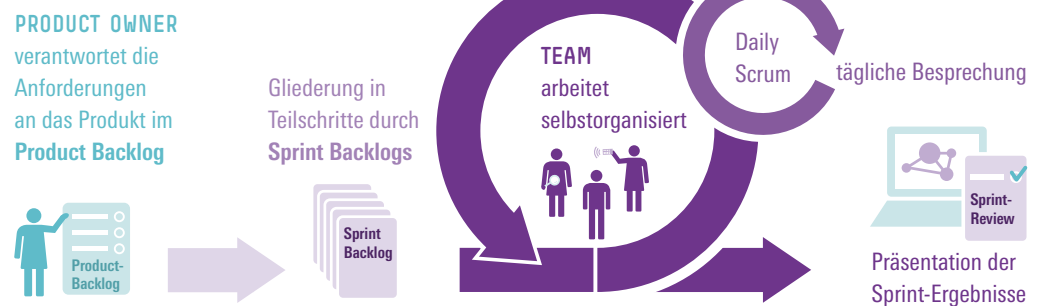 PRODUCT OWNER
verantwortet die
Anforderungen
an das Produkt im
Product Backlog
Product-
Backlog
Gliederung in
Teilschritte durch
Sprint Backlogs
Sprint
Backlog
TEAM
arbeitet
selbstorganisiert
Daily
Scrum
tägliche Besprechung
Sprint-
Review
Präsentation der
Sprint-Ergebnisse